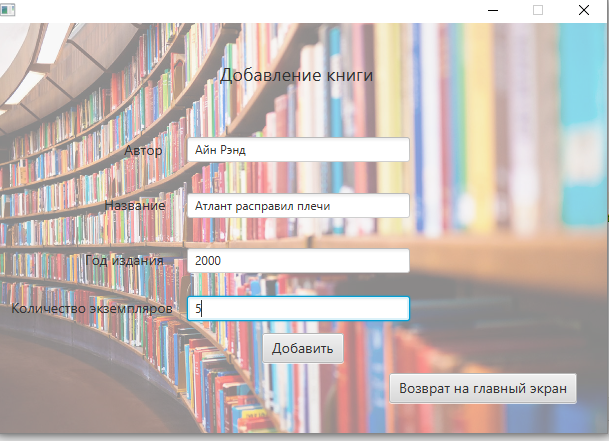 Добавление книги
Автор Айн Рэнд
Название Атлант расправил плечи
Год издания 2000
Количество экземпляров 5
Добавить
Возврат на главный экран